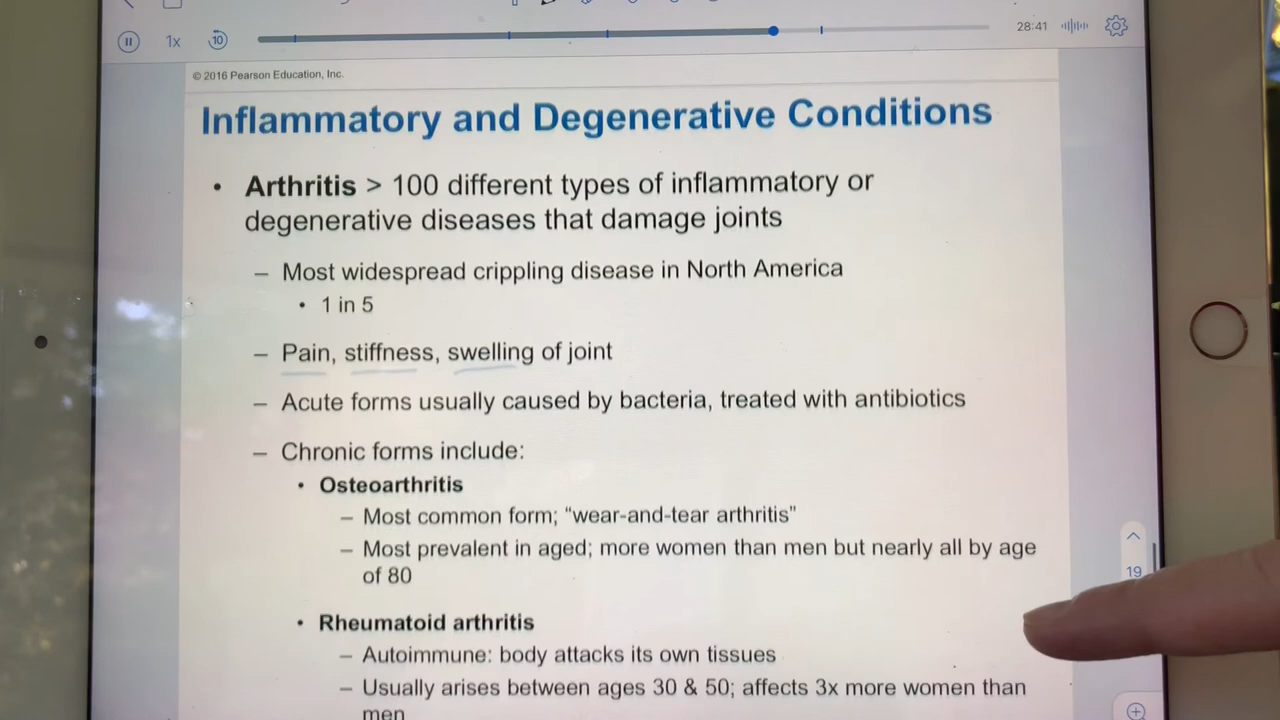 1x
10
28:41
© 2016 Pearson Education, Inc.
Inflammatory and Degenerative Conditions
• Arthritis > 100 different types of inflammatory or
degenerative diseases that damage joints
– Most widespread crippling disease in North America
• 1 in 5
– Pain, stiffness, swelling of joint
– Acute forms usually caused by bacteria, treated with antibiotics
– Chronic forms include:
• Osteoarthritis
– Most common form; “wear-and-tear arthritis”
– Most prevalent in aged; more women than men but nearly all by age
of 80
19
• Rheumatoid arthritis
– Autoimmune: body attacks its own tissues
– Usually arises between ages 30 & 50; affects 3x more women than
men